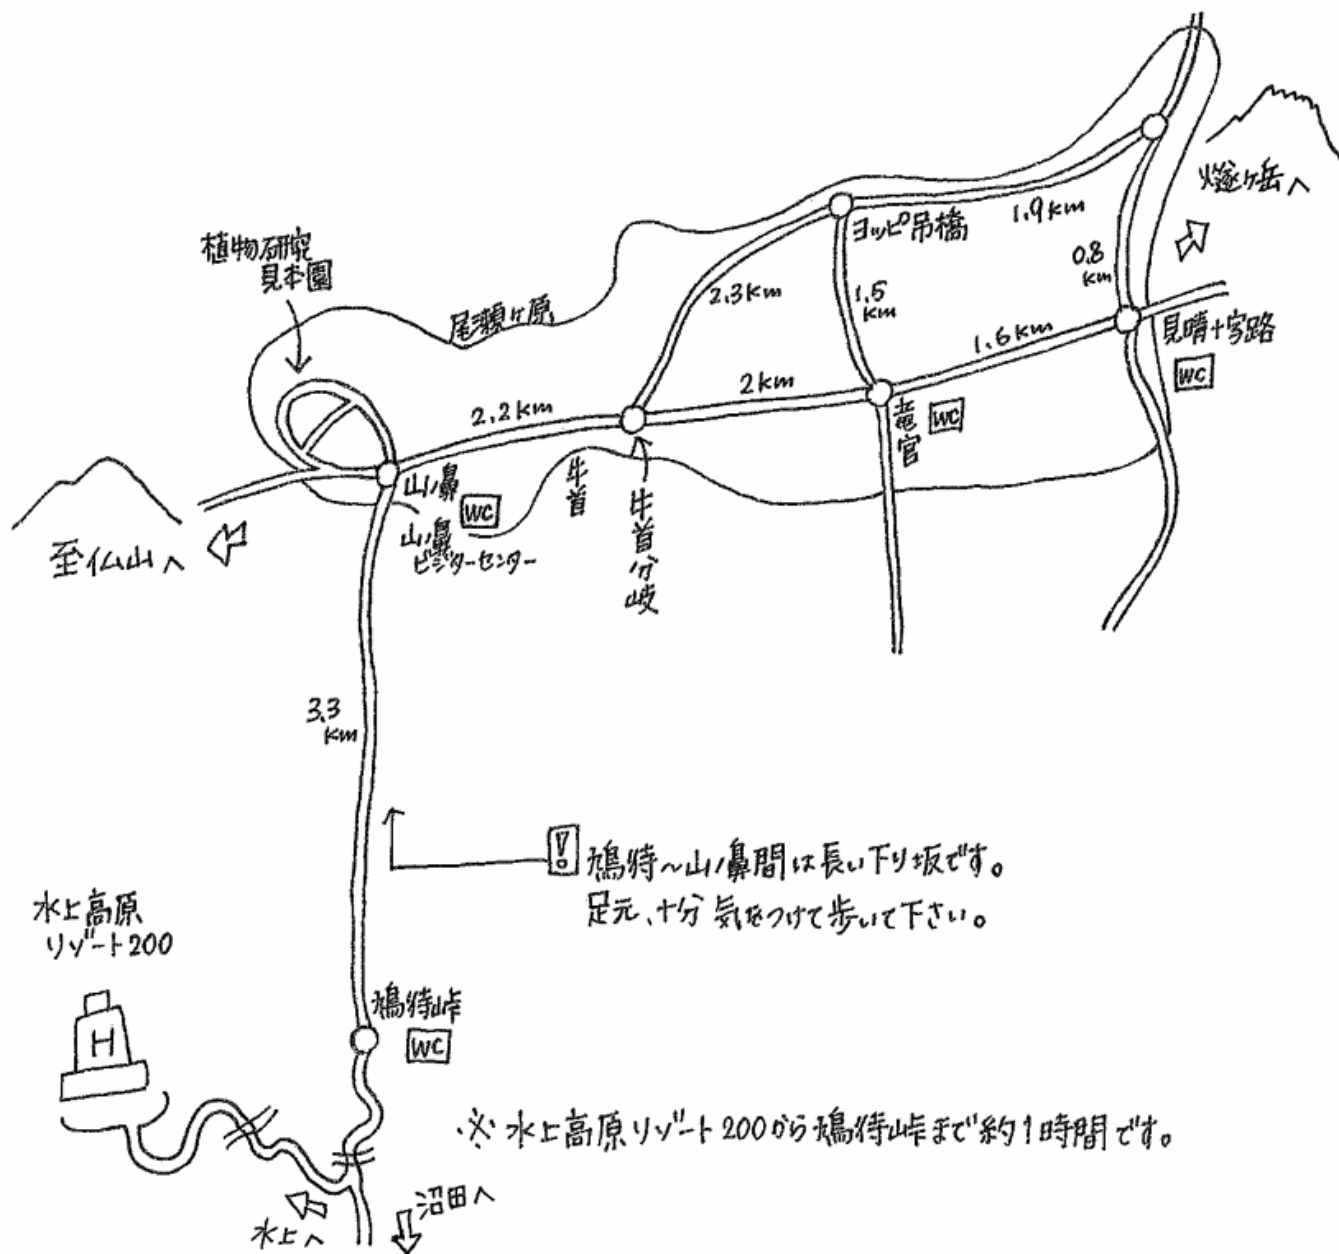 燧ヶ岳へ
ヨッピ吊橋
1.9km
植物研究
見本園
0.8
km
2.3km
1.5
km
尾瀬ヶ原
1.6km
見晴十字路
WC
2km
2.2km
竜宮
WC
山ノ鼻
WC
牛首
牛首分岐
山ノ鼻
ビジターセンター
至仏山へ
3.3
km
! 鳩待~山ノ鼻間は長い下り坂です。
足元、十分気をつけて歩いて下さい。
水上高原
リゾート200
H
鳩待峠
WC
※水上高原リゾート200から鳩待峠まで約1時間です。
沼田へ
水上へ